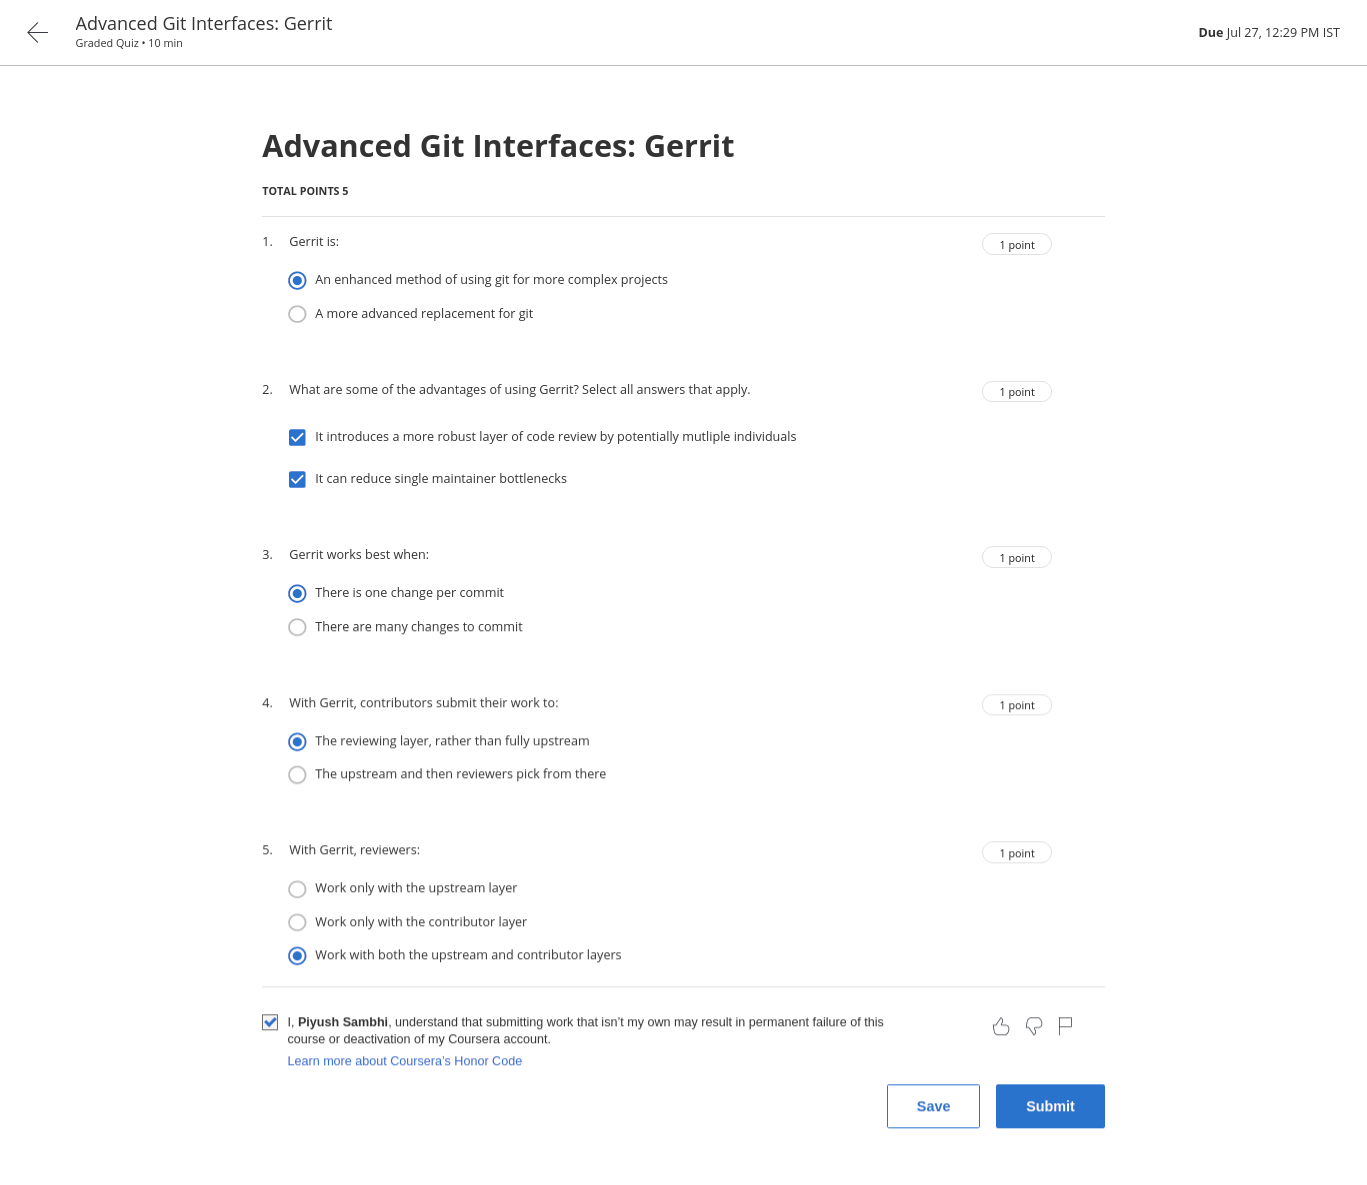 Advanced Git Interfaces: Gerrit
Graded Quiz • 10 min
Due Jul 27, 12:29 PM IST
Advanced Git Interfaces: Gerrit
TOTAL POINTS 5
1. Gerrit is:
1 point
An enhanced method of using git for more complex projects
A more advanced replacement for git
2. What are some of the advantages of using Gerrit? Select all answers that apply.
1 point
It introduces a more robust layer of code review by potentially mutliple individuals
It can reduce single maintainer bottlenecks
3. Gerrit works best when:
1 point
There is one change per commit
There are many changes to commit
4. With Gerrit, contributors submit their work to:
1 point
The reviewing layer, rather than fully upstream
The upstream and then reviewers pick from there
5. With Gerrit, reviewers:
1 point
Work only with the upstream layer
Work only with the contributor layer
Work with both the upstream and contributor layers
I, Piyush Sambhi, understand that submitting work that isn’t my own may result in permanent failure of this
course or deactivation of my Coursera account.
Learn more about Coursera’s Honor Code
Save
Submit